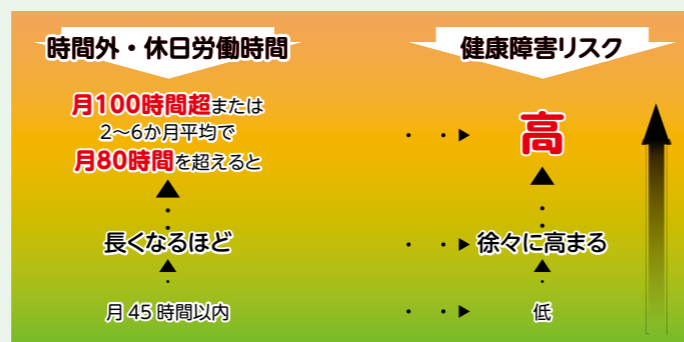 時間外・休日労働時間
健康障害リスク
月100時間超または
2～6か月平均で
月80時間を超えると
高
長くなるほど
徐々に高まる
月45時間以内
低